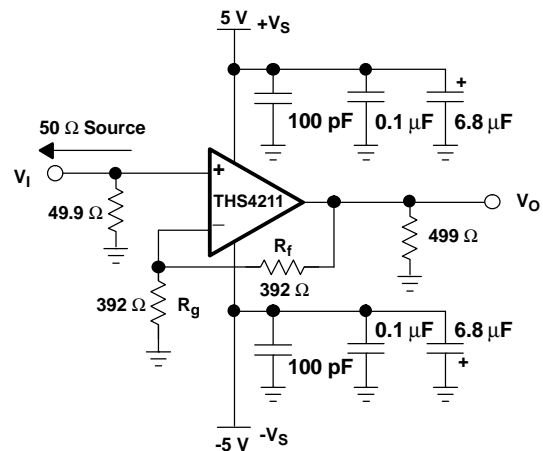 5 V +VS
+
100 pF 0.1 µF 6.8 µF
50 Ω Source
VI
+
THS4211
−
VO
49.9 Ω
Rf
499 Ω
392 Ω
392 Ω Rg
0.1 µF 6.8 µF
100 pF +
-5 V -VS